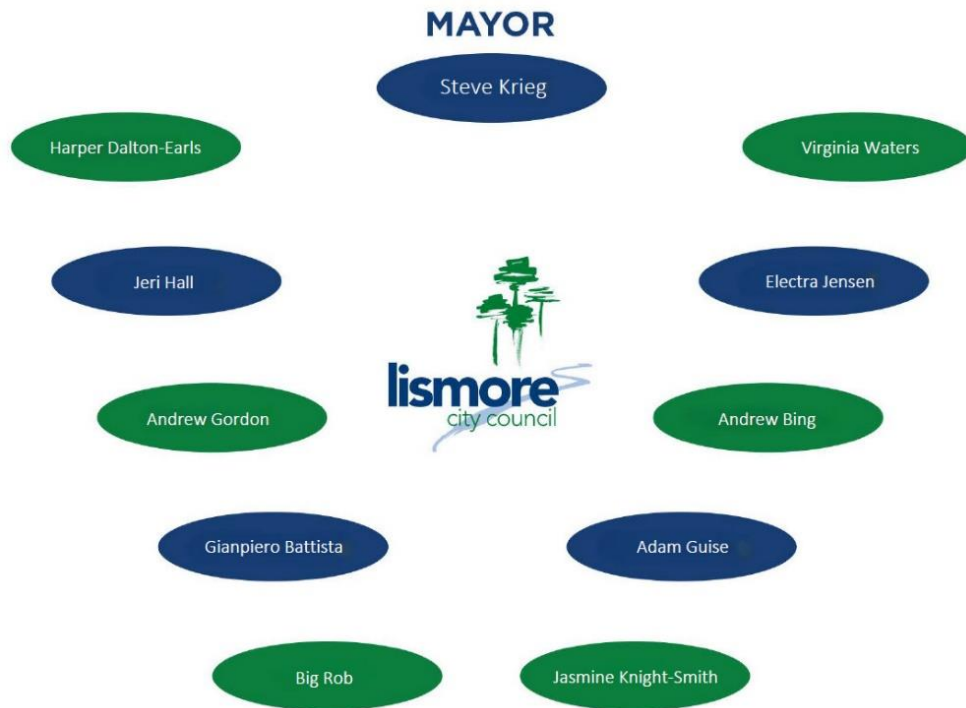 MAYOR
Steve Krieg
Harper Dalton-Earls
Virginia Waters
Jeri Hall
Electra Jensen
lismore
city council
Andrew Gordon
Andrew Bing
Gianpiero Battista
Adam Guise
Big Rob
Jasmine Knight-Smith